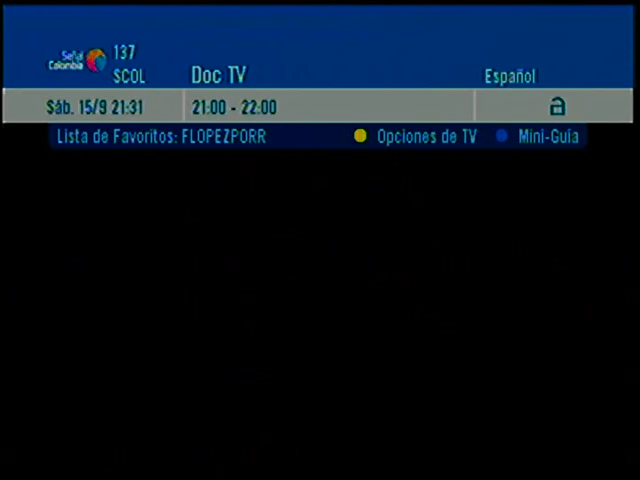 Señal Colombia
137
SCOL
Doc TV
Español
Sáb. 15/9 21:31
21:00 - 22:00
Lista de Favoritos: FLOPEZPORR
Opciones de TV
Mini-Guía